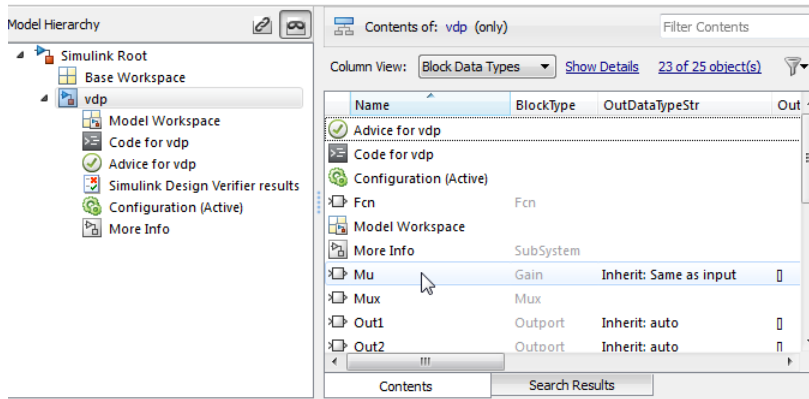 Model Hierarchy
Simulink Root
Base Workspace
vdp
Model Workspace
Code for vdp
Advice for vdp
Simulink Design Verifier results
Configuration (Active)
More Info
Contents of: vdp (only)
Filter Contents
Column View: Block Data Types Show Details 23 of 25 object(s)
Name BlockType OutDataTypeStr Out
Advice for vdp
Code for vdp
Configuration (Active)
Fcn Fcn
Model Workspace
More Info SubSystem
Mu Gain Inherit: Same as input []
Mux Mux
Out1 Outport Inherit: auto []
Out2 Outport Inherit: auto []
Contents Search Results